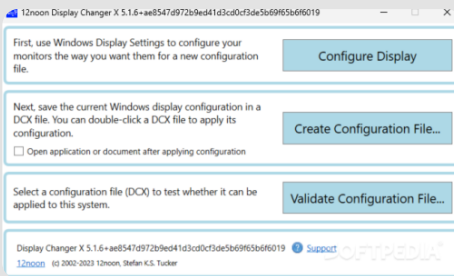 12noon Display Changer X 5.1.6+ae8547d972b9ed41d3cd0cf3de5b69f65b6f6019
First, use Windows Display Settings to configure your
monitors the way you want them for a new configuration
file.
Configure Display
Next, save the current Windows display configuration in a
DCX file. You can double-click a DCX file to apply its
configuration.
Create Configuration File...
Open application or document after applying configuration
Select a configuration file (DCX) to test whether it can be
applied to this system.
Validate Configuration File...
Display Changer X 5.1.6+ae8547d972b9ed41d3cd0cf3de5b69f65b6f6019 ? Support
12noon (c) 2002-2023 12noon, Stefan K.S. Tucker
SOFTPEDIA